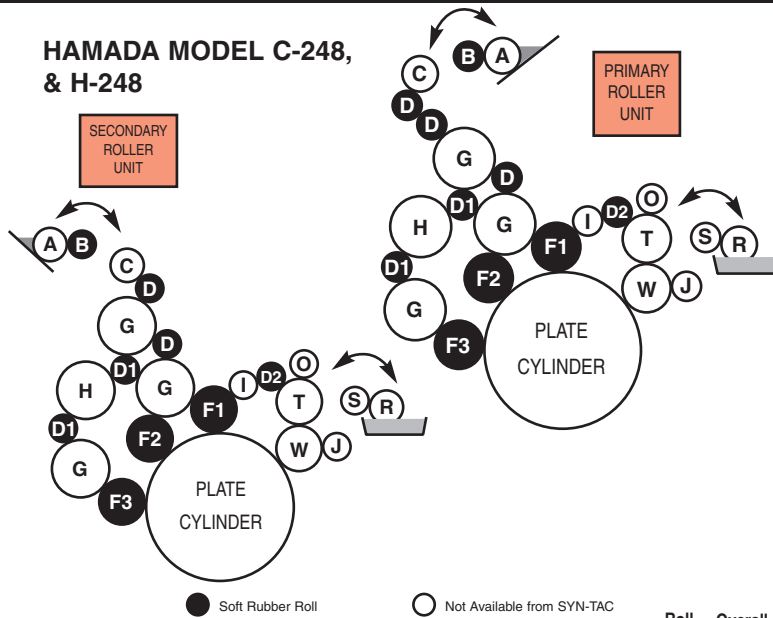 HAMADA MODEL C-248,
& H-248
SECONDARY
ROLLER
UNIT
A B
C
D
G
D
D1
H
G
D1
G
F1
F2
F3
I
D2
O
T
S R
W
J
PLATE
CYLINDER
PRIMARY
ROLLER
UNIT
B A
C
D
D
G
D
D1
H
G
D1
G
F1
F2
F3
I
D2
O
T
S R
W
J
PLATE
CYLINDER
Soft Rubber Roll
Not Available from SYN-TAC
Roll Overall